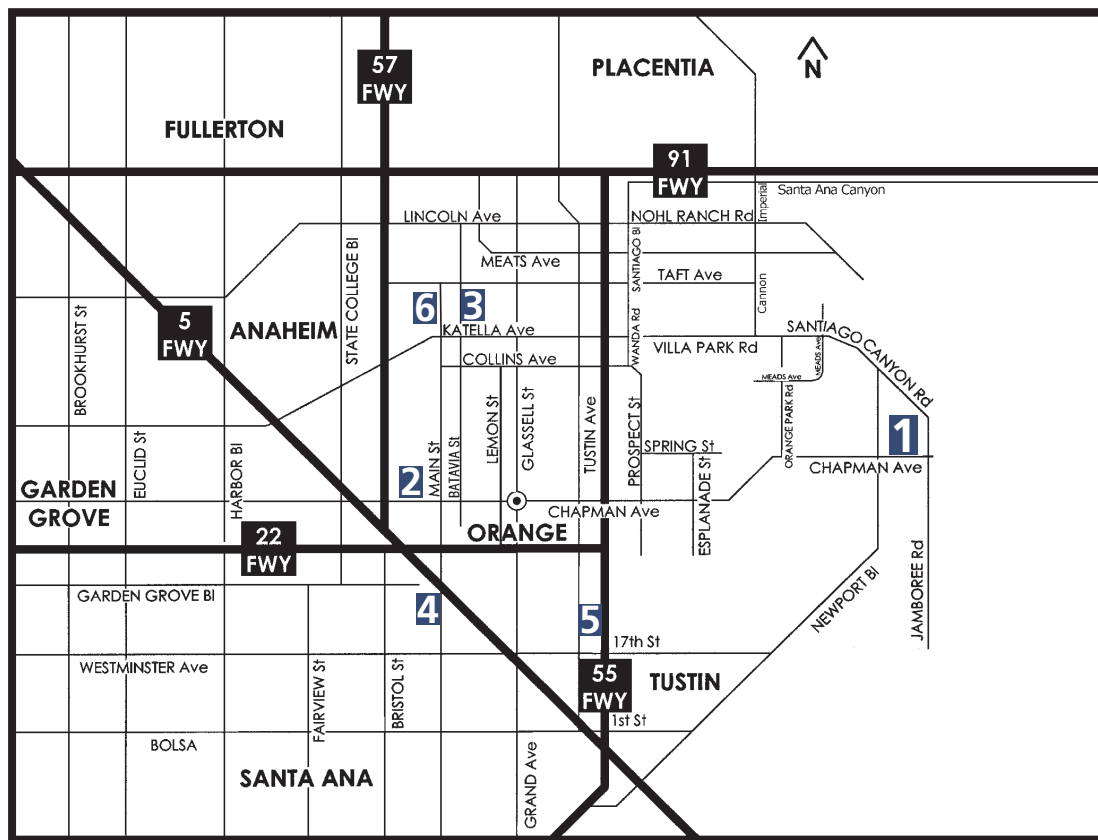 57
FWY
PLACENTIA
N
FULLERTON
91
FWY
Imperial
Santa Ana Canyon
LINCOLN Ave
NOHL RANCH Rd
STATE COLLEGE Bl
SANTIAGO Bl
MEATS Ave
TAFT Ave
Cannon
6
3
5
FWY
ANAHEIM
BROOKHURST St
KATELLA Ave
WANDA Rd
VILLA PARK Rd
SANTIAGO CANYON Rd
COLLINS Ave
MEADS Ave
MEADS Ave
ORANGE PARK Rd
LEMON St
GLASSELL St
TUSTIN Ave
PROSPECT St
SPRING St
1
CHAPMAN Ave
EUCLID St
HARBOR Bl
2
MAIN St
BATAVIA St
ESPLANADE St
GARDEN
GROVE
CHAPMAN Ave
ORANGE
22
FWY
JAMBOREE Rd
NEWPORT Bl
GARDEN GROVE Bl
4
5
17th St
WESTMINSTER Ave
FAIRVIEW St
BRISTOL St
55
FWY
TUSTIN
1st St
BOLSA
GRAND Ave
SANTA ANA